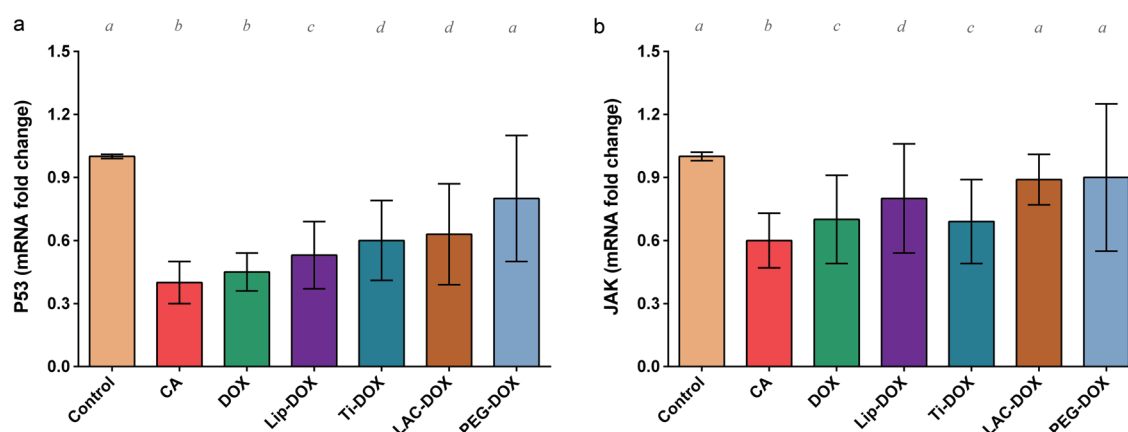 a
a b b c d d a
P53 (mRNA fold change)
1.5
1.2
0.9
0.6
0.3
0.0
Control CA DOX Lip-DOX Ti-DOX LAC-DOX PEG-DOX
b
a b c d c a a
JAK (mRNA fold change)
1.5
1.2
0.9
0.6
0.3
0.0
Control CA DOX Lip-DOX Ti-DOX LAC-DOX PEG-DOX